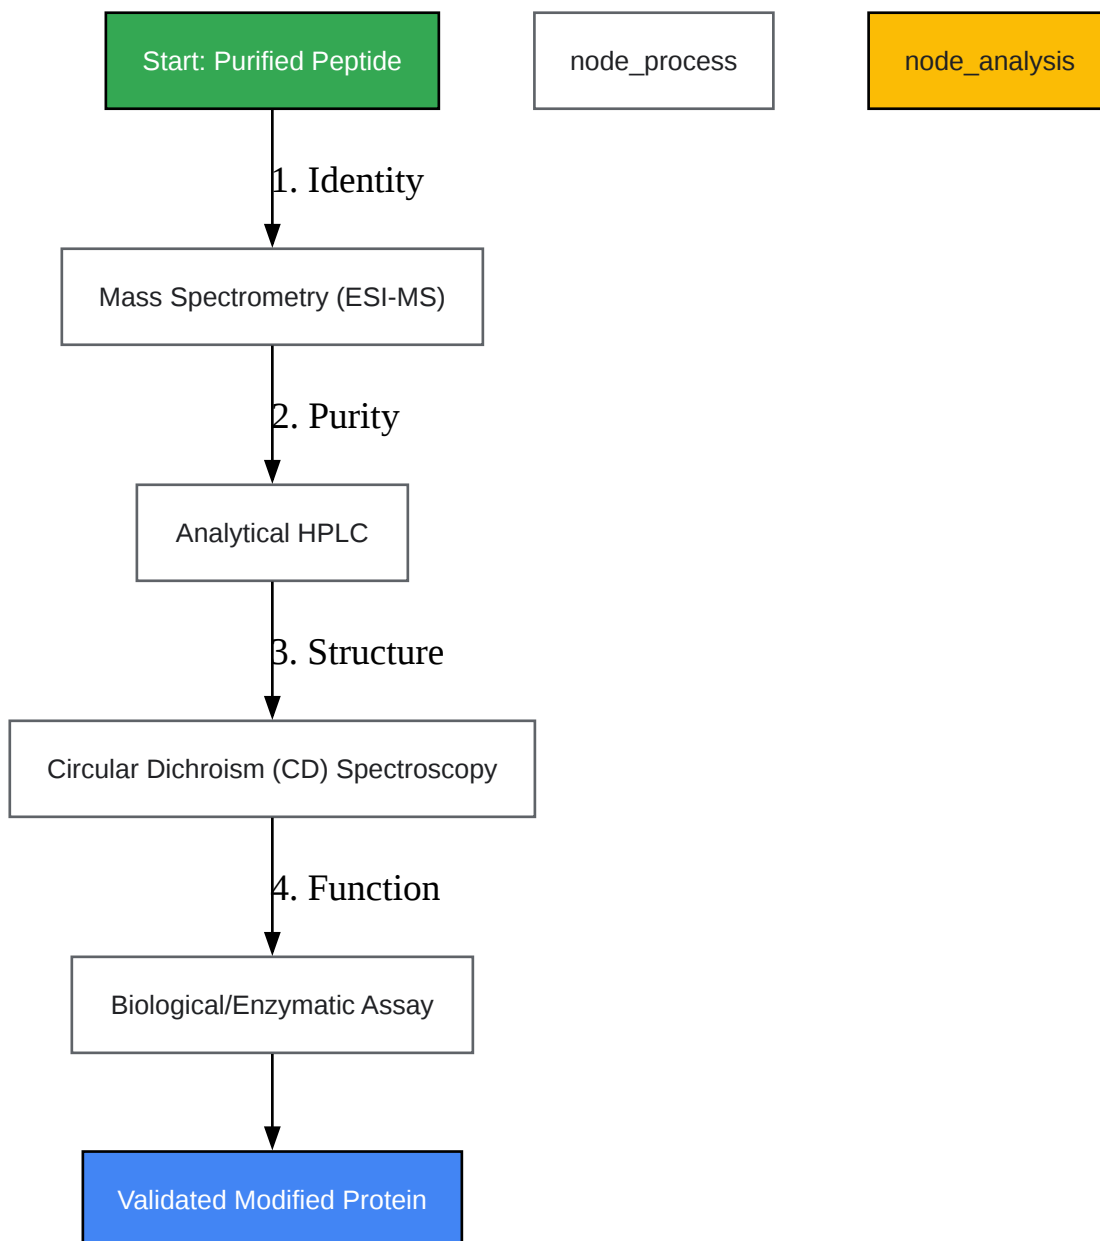 Start: Purified Peptide
node_process
node_analysis
1. Identity
Mass Spectrometry (ESI-MS)
2. Purity
Analytical HPLC
3. Structure
Circular Dichroism (CD) Spectroscopy
4. Function
Biological/Enzymatic Assay
Validated Modified Protein